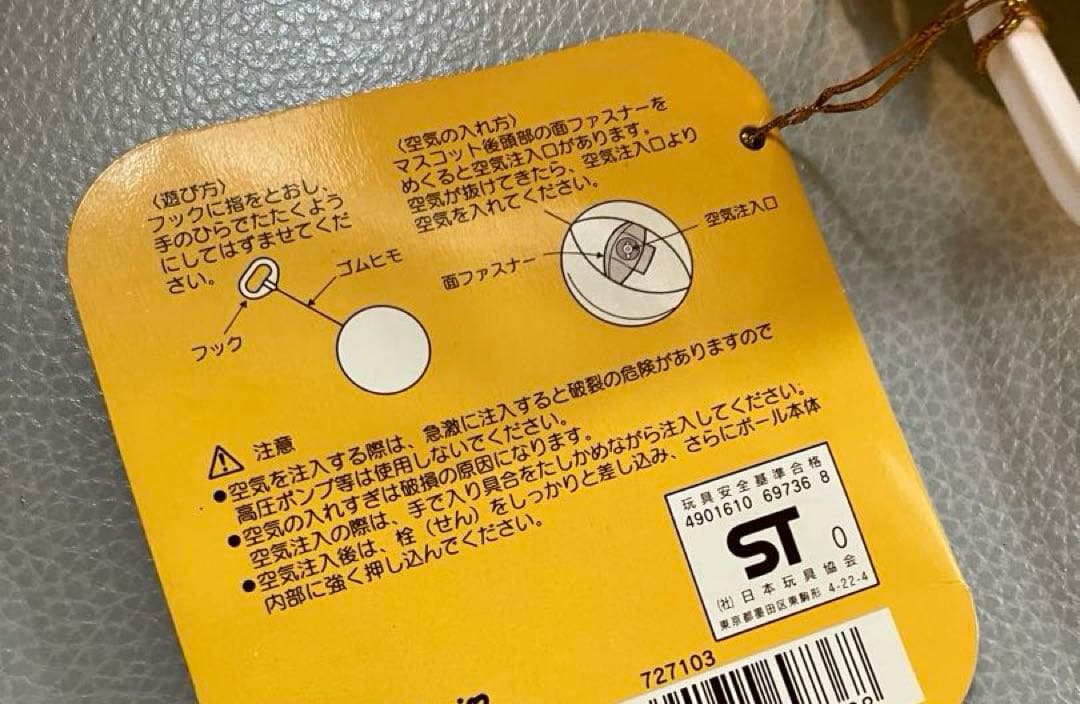 〈遊び方〉
フックに指をとおし、
手のひらでたたくよう
にしてはずませてくだ
さい。
ゴムヒモ
フック
〈空気の入れ方〉
マスコット後頭部の面ファスナーを
めくると空気注入口があります。
空気が抜けてきたら、空気注入口より
空気を入れてください。
空気注入口
面ファスナー
注意
●空気を注入する際は、急激に注入すると破裂の危険がありますので
高圧ポンプ等は使用しないでください。
●空気の入れすぎは破損の原因になります。
空気注入の際は、手で入り具合をたしかめながら注入してください。
●空気注入後は、栓（せん）をしっかりと差し込み、さらにボール本体
内部に強く押し込んでください。
玩具安全基準合格
4901610 69736 8
ST 0
(社) 日本玩具協会
東京都墨田区東駒形 4-22-4
727103